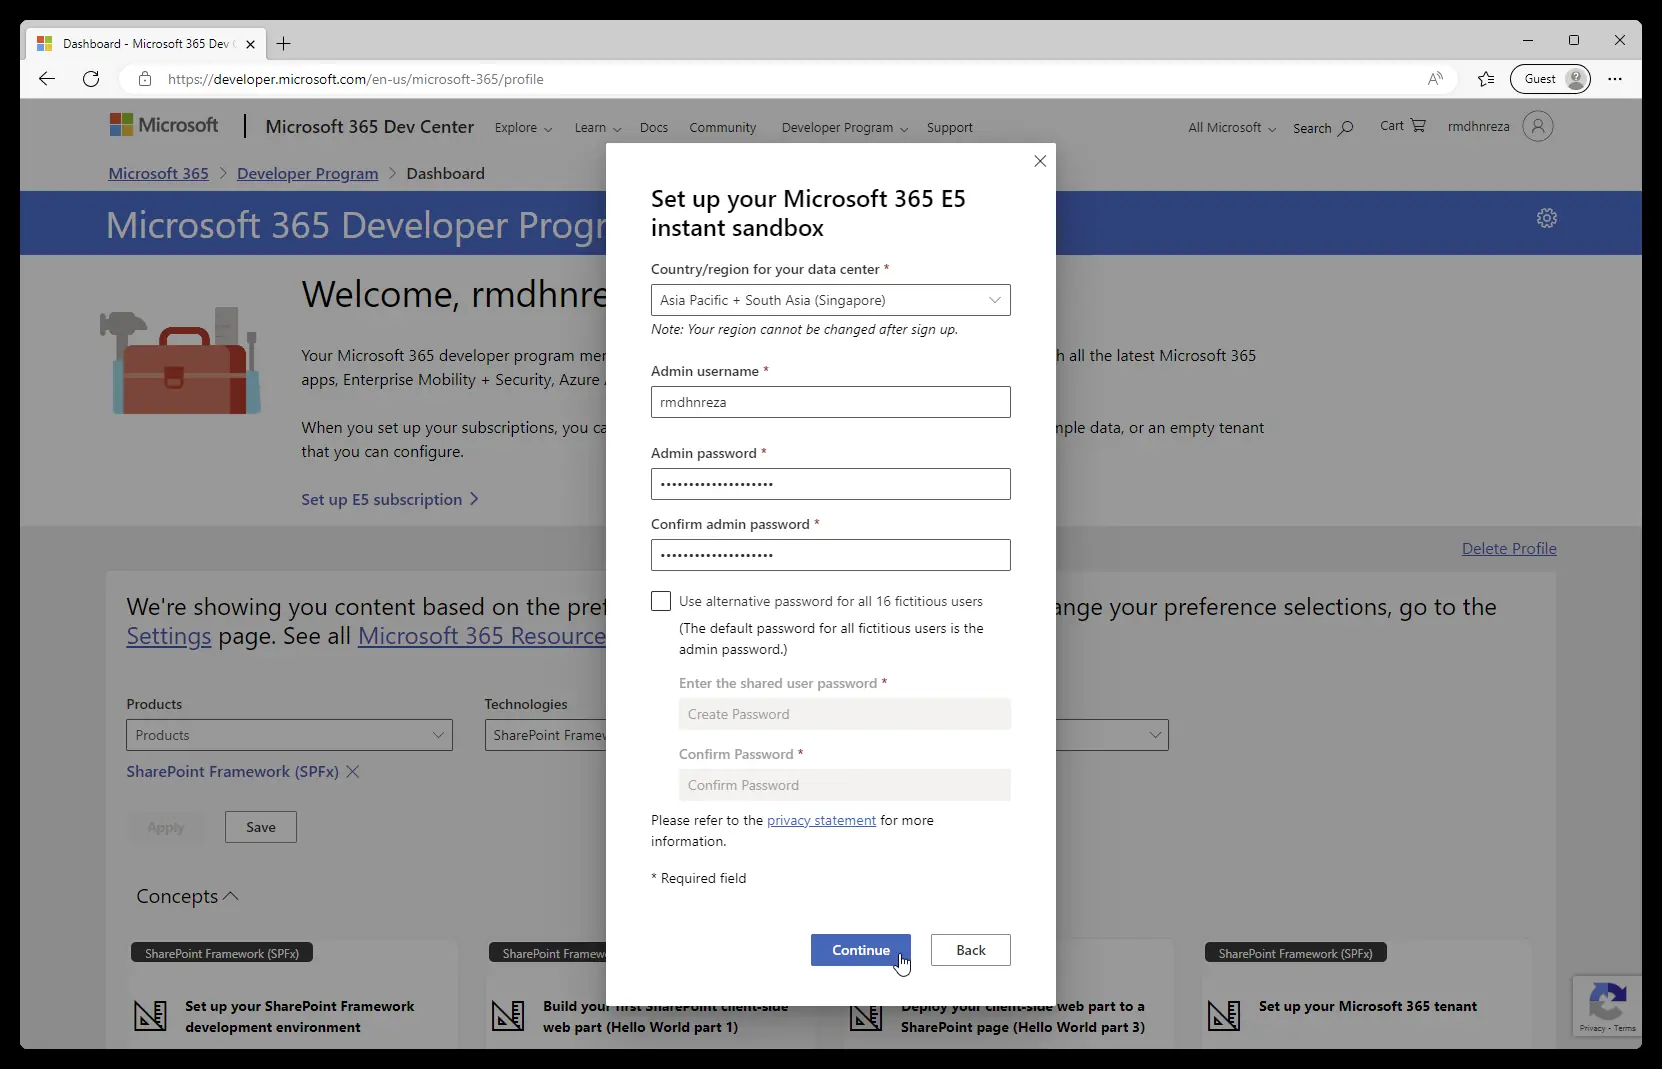 Dashboard - Microsoft 365 Dev
https://developer.microsoft.com/en-us/microsoft-365/profile
Guest
Microsoft
Microsoft 365 Dev Center
Explore
Learn
Docs
Community
Developer Program
Support
All Microsoft
Search
Cart
rmdhnreza
Microsoft 365 > Developer Program > Dashboard
Microsoft 365 Developer Progr
Welcome, rmdhnre
Your Microsoft 365 developer program mem
h all the latest Microsoft 365
apps, Enterprise Mobility + Security, Azure
When you set up your subscriptions, you ca
mple data, or an empty tenant
that you can configure.
Set up E5 subscription >
Delete Profile
We're showing you content based on the pref
ange your preference selections, go to the
Settings page. See all Microsoft 365 Resource
Products
Technologies
Products
SharePoint Framew
SharePoint Framework (SPFx)
Apply
Save
Concepts
SharePoint Framework (SPFx)
Set up your SharePoint Framework
development environment
SharePoint Framew
Build your first SharePoint client-side
web part (Hello World part 1)
Deploy your client-side web part to a
SharePoint page (Hello World part 3)
SharePoint Framework (SPFx)
Set up your Microsoft 365 tenant
Privacy - Terms
Set up your Microsoft 365 E5
instant sandbox
Country/region for your data center *
Asia Pacific + South Asia (Singapore)
Note: Your region cannot be changed after sign up.
Admin username *
rmdhnreza
Admin password *
••••••••••••••••••••
Confirm admin password *
••••••••••••••••••••
Use alternative password for all 16 fictitious users
(The default password for all fictitious users is the
admin password.)
Enter the shared user password *
Create Password
Confirm Password *
Confirm Password
Please refer to the privacy statement for more
information.
* Required field
Continue
Back